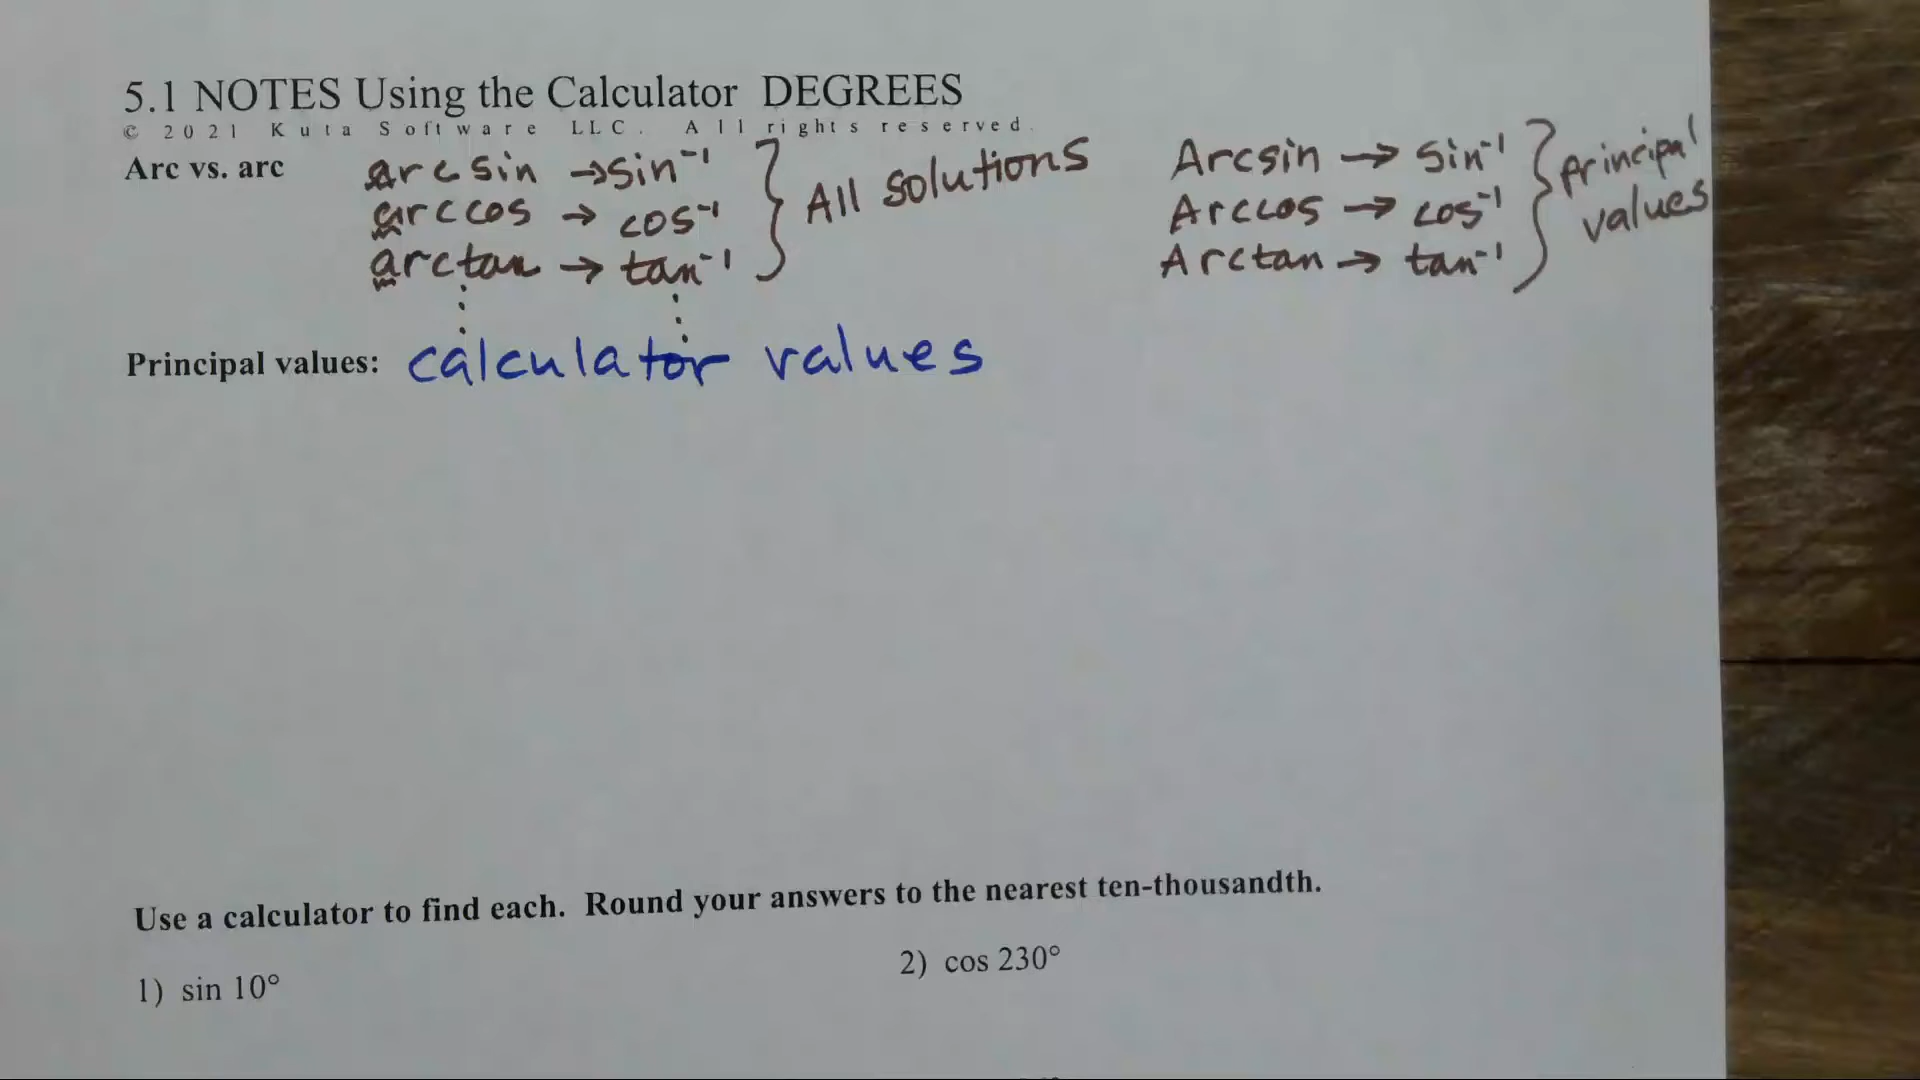 5.1 NOTES Using the Calculator DEGREES
© 2021 Kuta Software LLC. All rights reserved.
Arc vs. arc
arcsin → sin⁻¹
arccos → cos⁻¹
arctan → tan⁻¹
} All solutions
Arcsin → sin⁻¹
Arccos → cos⁻¹
Arctan → tan⁻¹
} principal
values
Principal values: calculator values
Use a calculator to find each. Round your answers to the nearest ten-thousandth.
1) sin 10°
2) cos 230°